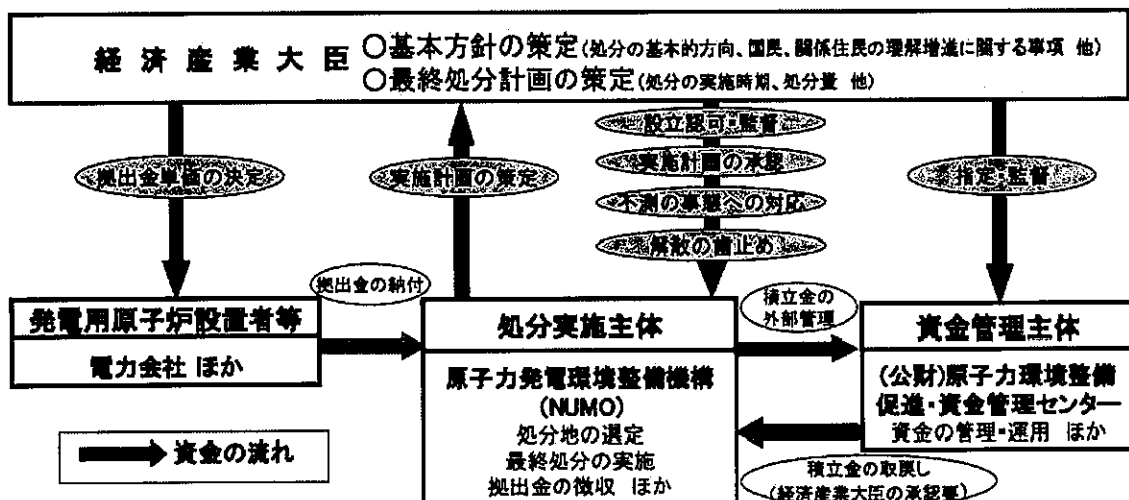 経済産業大臣
○基本方針の策定(処分の基本的方向、国民、関係住民の理解増進に関する事項 他)
○最終処分計画の策定(処分の実施時期、処分量 他)
拠出金単価の決定
実施計画の策定
設立認可・監督
実施計画の承認
不測の事態への対応
解散の歯止め
指定・監督
発電用原子炉設置者等
電力会社 ほか
拠出金の納付
処分実施主体
原子力発電環境整備機構
(NUMO)
処分地の選定
最終処分の実施
拠出金の徴収 ほか
積立金の
外部管理
資金管理主体
(公財)原子力環境整備
促進・資金管理センター
資金の管理・運用 ほか
積立金の取戻し
(経済産業大臣の承認要)
資金の流れ